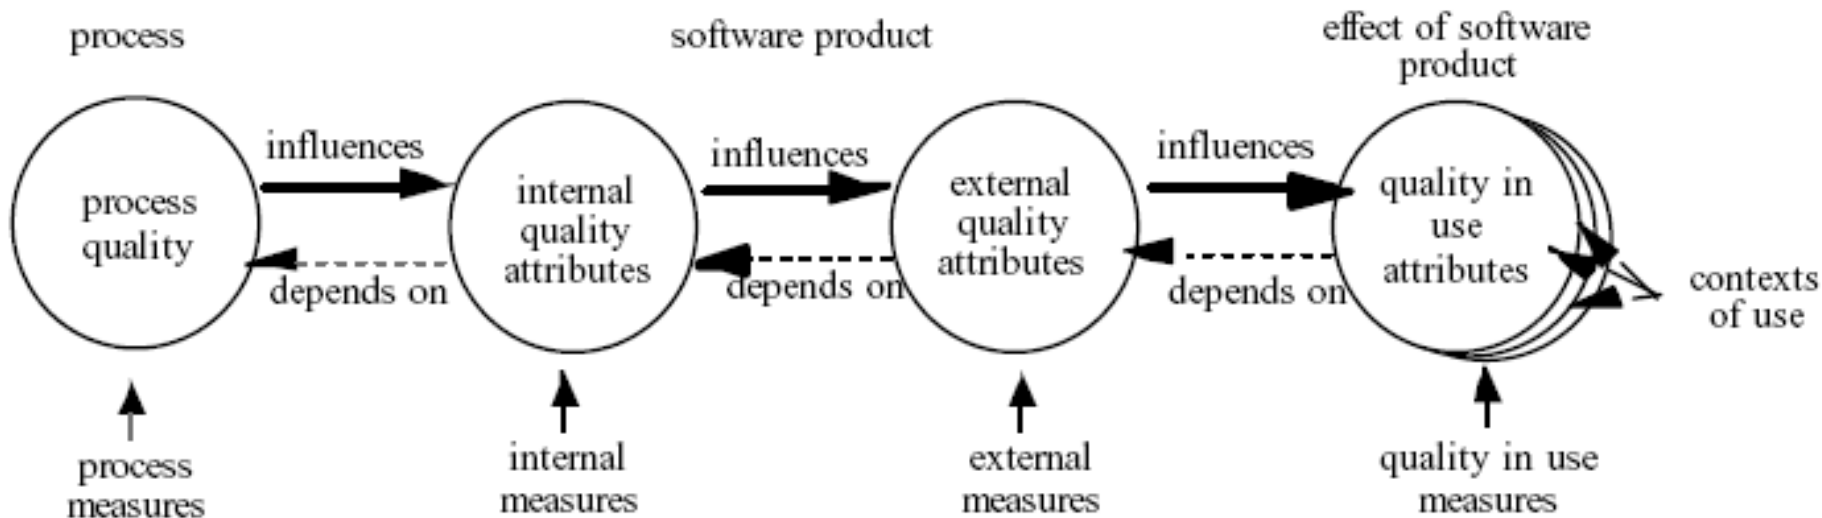 process
software product
effect of software
product
influences
influences
influences
process
quality
internal
quality
attributes
external
quality
attributes
quality in
use
attributes
depends on
depends on
depends on
contexts
of use
process
measures
internal
measures
external
measures
quality in use
measures